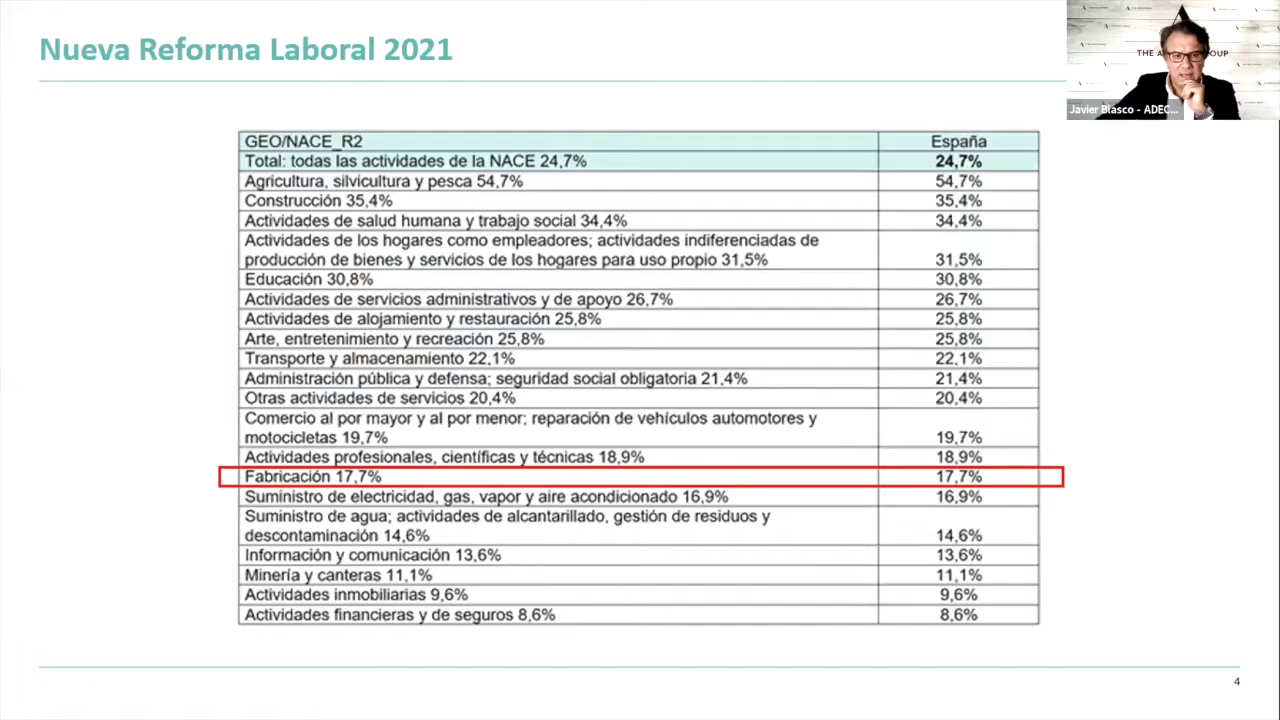 Nueva Reforma Laboral 2021
THE A
OUP
Javier Blasco - ADEC...
GEO/NACE_R2 España
Total: todas las actividades de la NACE 24,7% 24,7%
Agricultura, silvicultura y pesca 54,7% 54,7%
Construcción 35,4% 35,4%
Actividades de salud humana y trabajo social 34,4% 34,4%
Actividades de los hogares como empleadores; actividades indiferenciadas de
producción de bienes y servicios de los hogares para uso propio 31,5% 31,5%
Educación 30,8% 30,8%
Actividades de servicios administrativos y de apoyo 26,7% 26,7%
Actividades de alojamiento y restauración 25,8% 25,8%
Arte, entretenimiento y recreación 25,8% 25,8%
Transporte y almacenamiento 22,1% 22,1%
Administración pública y defensa; seguridad social obligatoria 21,4% 21,4%
Otras actividades de servicios 20,4% 20,4%
Comercio al por mayor y al por menor; reparación de vehículos automotores y
motocicletas 19,7% 19,7%
Actividades profesionales, científicas y técnicas 18,9% 18,9%
Fabricación 17,7% 17,7%
Suministro de electricidad, gas, vapor y aire acondicionado 16,9% 16,9%
Suministro de agua; actividades de alcantarillado, gestión de residuos y
descontaminación 14,6% 14,6%
Información y comunicación 13,6% 13,6%
Minería y canteras 11,1% 11,1%
Actividades inmobiliarias 9,6% 9,6%
Actividades financieras y de seguros 8,6% 8,6%
4